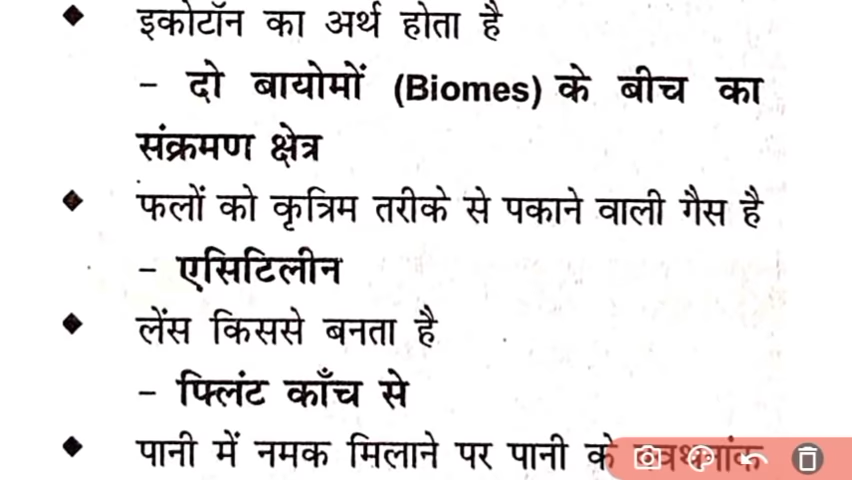 ◆ इकोटॉन का अर्थ होता है
– दो बायोमों (Biomes) के बीच का
संक्रमण क्षेत्र
◆ फलों को कृत्रिम तरीके से पकाने वाली गैस है
– एसिटिलीन
◆ लेंस किससे बनता है
– फ्लिंट काँच से
◆ पानी में नमक मिलाने पर पानी के